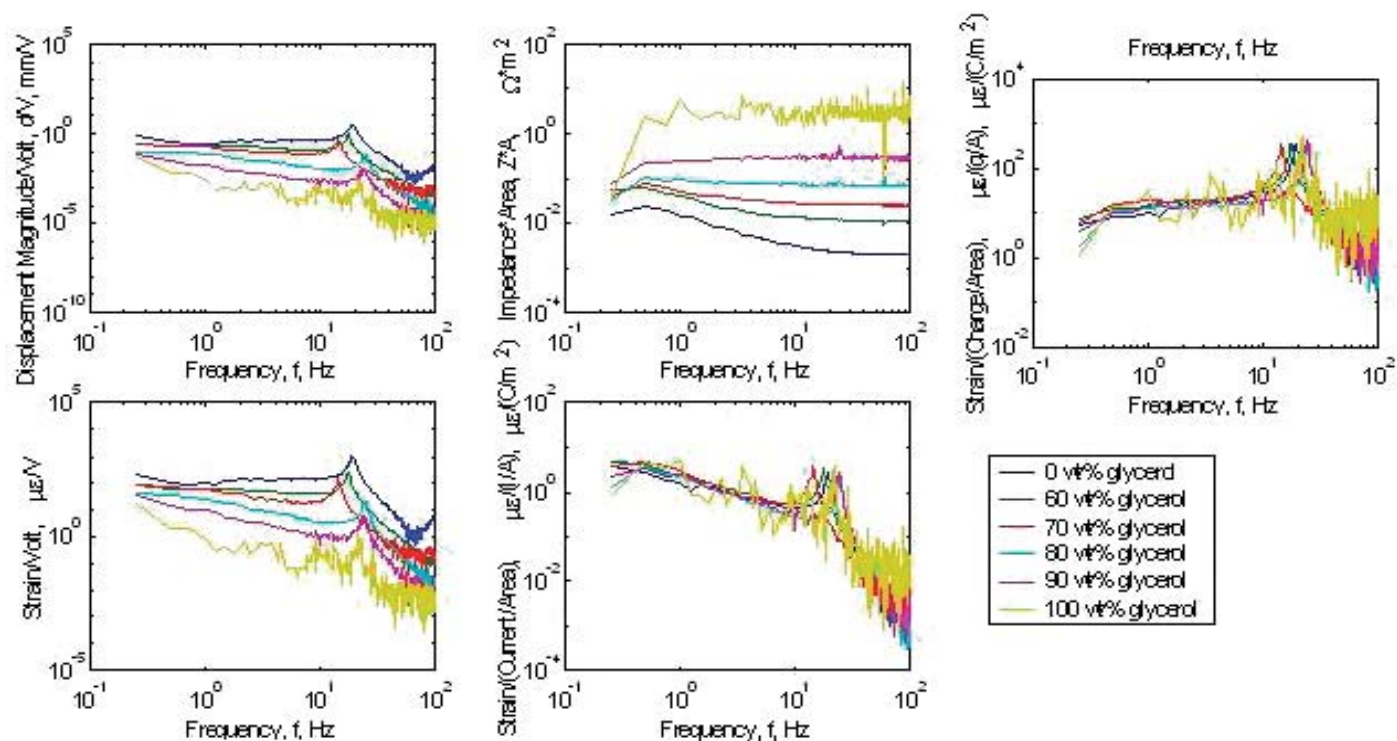 Displacement Magnitude/Volt, d/V, mm/V
10^5
10^0
10^-5
10^-10
10^-1 10^0 10^1 10^2
Frequency, f, Hz
Impedance*Area, Z*A, Ω*m^2
10^2
10^0
10^-2
10^-4
10^-1 10^0 10^1 10^2
Frequency, f, Hz
Frequency, f, Hz
Strain/(Charge/Area), με/(q/A), με/(C/m^2)
10^4
10^2
10^0
10^-2
10^-1 10^0 10^1 10^2
Frequency, f, Hz
Strain/Volt, με/V
10^5
10^0
10^-5
10^-1 10^0 10^1 10^2
Frequency, f, Hz
Strain/(Current/Area), με/(I/A), με/(C/m^2)
10^2
10^0
10^-2
10^-4
10^-1 10^0 10^1 10^2
Frequency, f, Hz
0 wt% glycerol
60 wt% glycerol
70 wt% glycerol
80 wt% glycerol
90 wt% glycerol
100 wt% glycerol